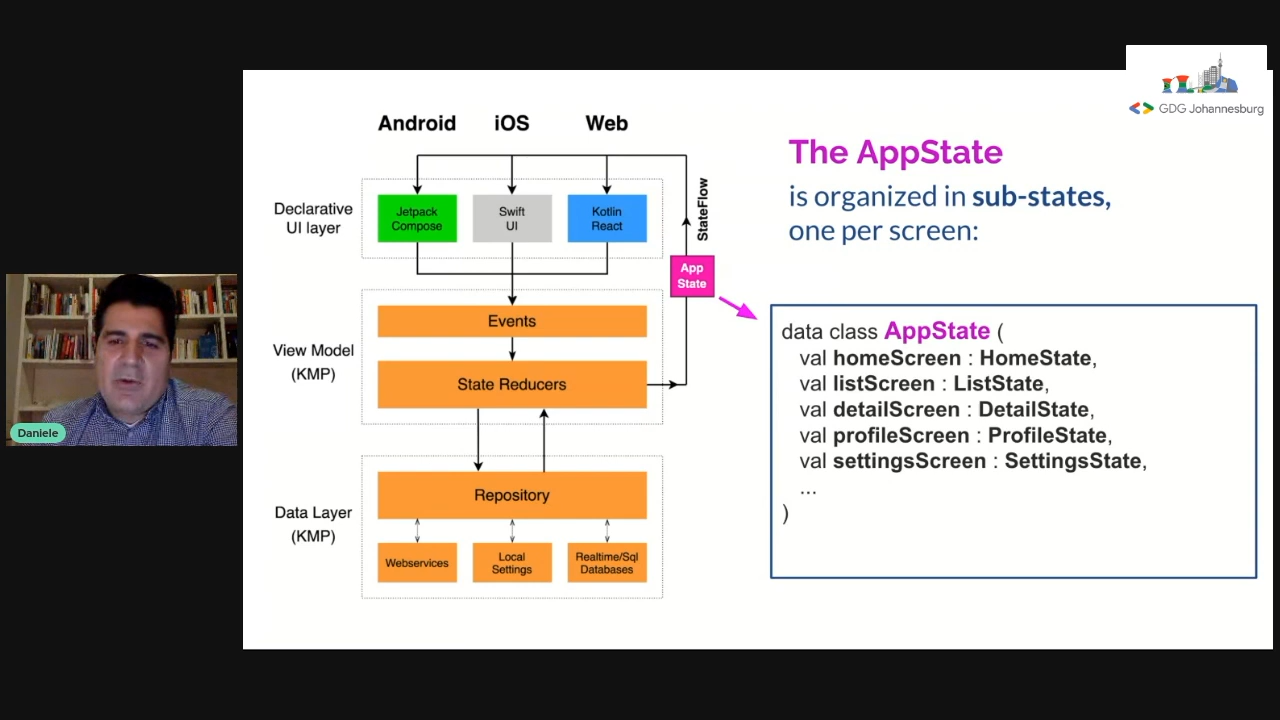 GDG Johannesburg
Android iOS Web
The AppState
is organized in sub-states,
one per screen:
Declarative
UI layer
Jetpack
Compose
Swift
UI
Kotlin
React
StateFlow
App
State
View Model
(KMP)
Events
State Reducers
Data Layer
(KMP)
Repository
Webservices
Local
Settings
Realtime/Sql
Databases
data class AppState (
val homeScreen : HomeState,
val listScreen : ListState,
val detailScreen : DetailState,
val profileScreen : ProfileState,
val settingsScreen : SettingsState,
...
)
Daniele